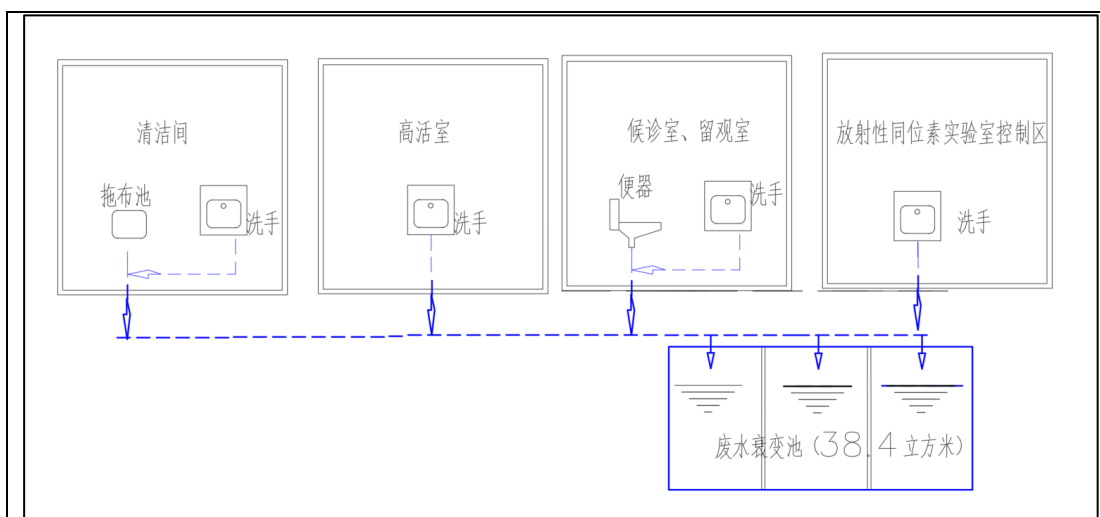 清洁间
高活室
候诊室、留观室
放射性同位素实验室控制区
拖布池
洗手
洗手
便器
洗手
洗手
废水衰变池（38.4立方米）